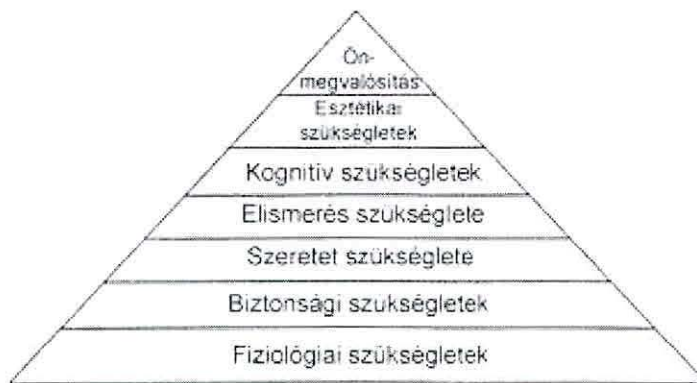 Ön-
megvalósítás
Esztétikai
szükségletek
Kognitív szükségletek
Elismerés szükséglete
Szeretet szükséglete
Biztonsági szükségletek
Fiziológiai szükségletek